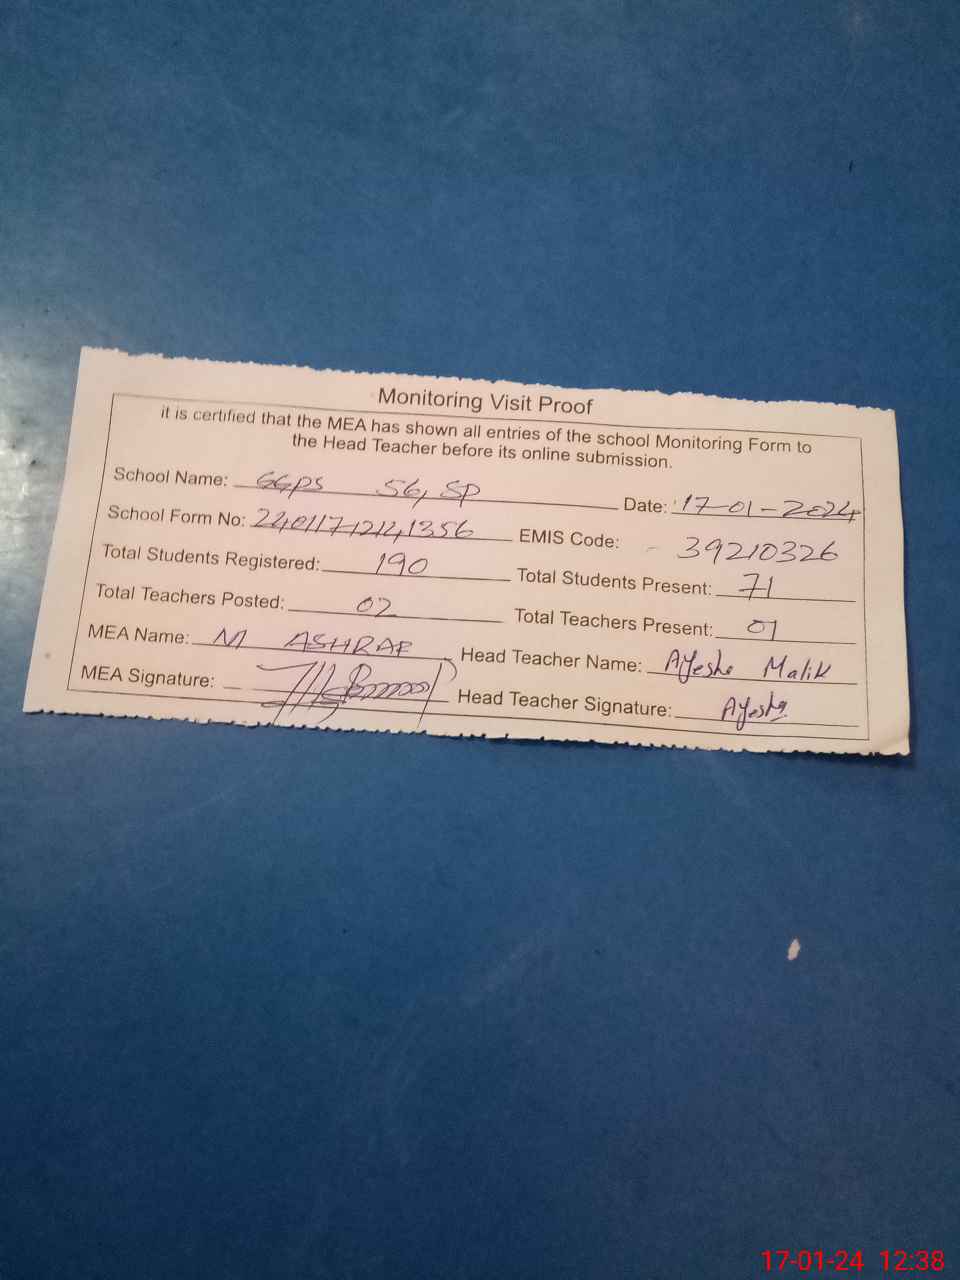 Monitoring Visit Proof
it is certified that the MEA has shown all entries of the school Monitoring Form to
the Head Teacher before its online submission.
School Name: GGPS 56, SP Date: 17-01-2024
School Form No: EMIS Code: 39210326
Total Students Registered: 190 Total Students Present: 71
Total Teachers Posted: 02 Total Teachers Present: 01
MEA Name: M ASHRAF Head Teacher Name: Ayesha Malik
MEA Signature: Head Teacher Signature: Ayesha
17-01-24 12:38